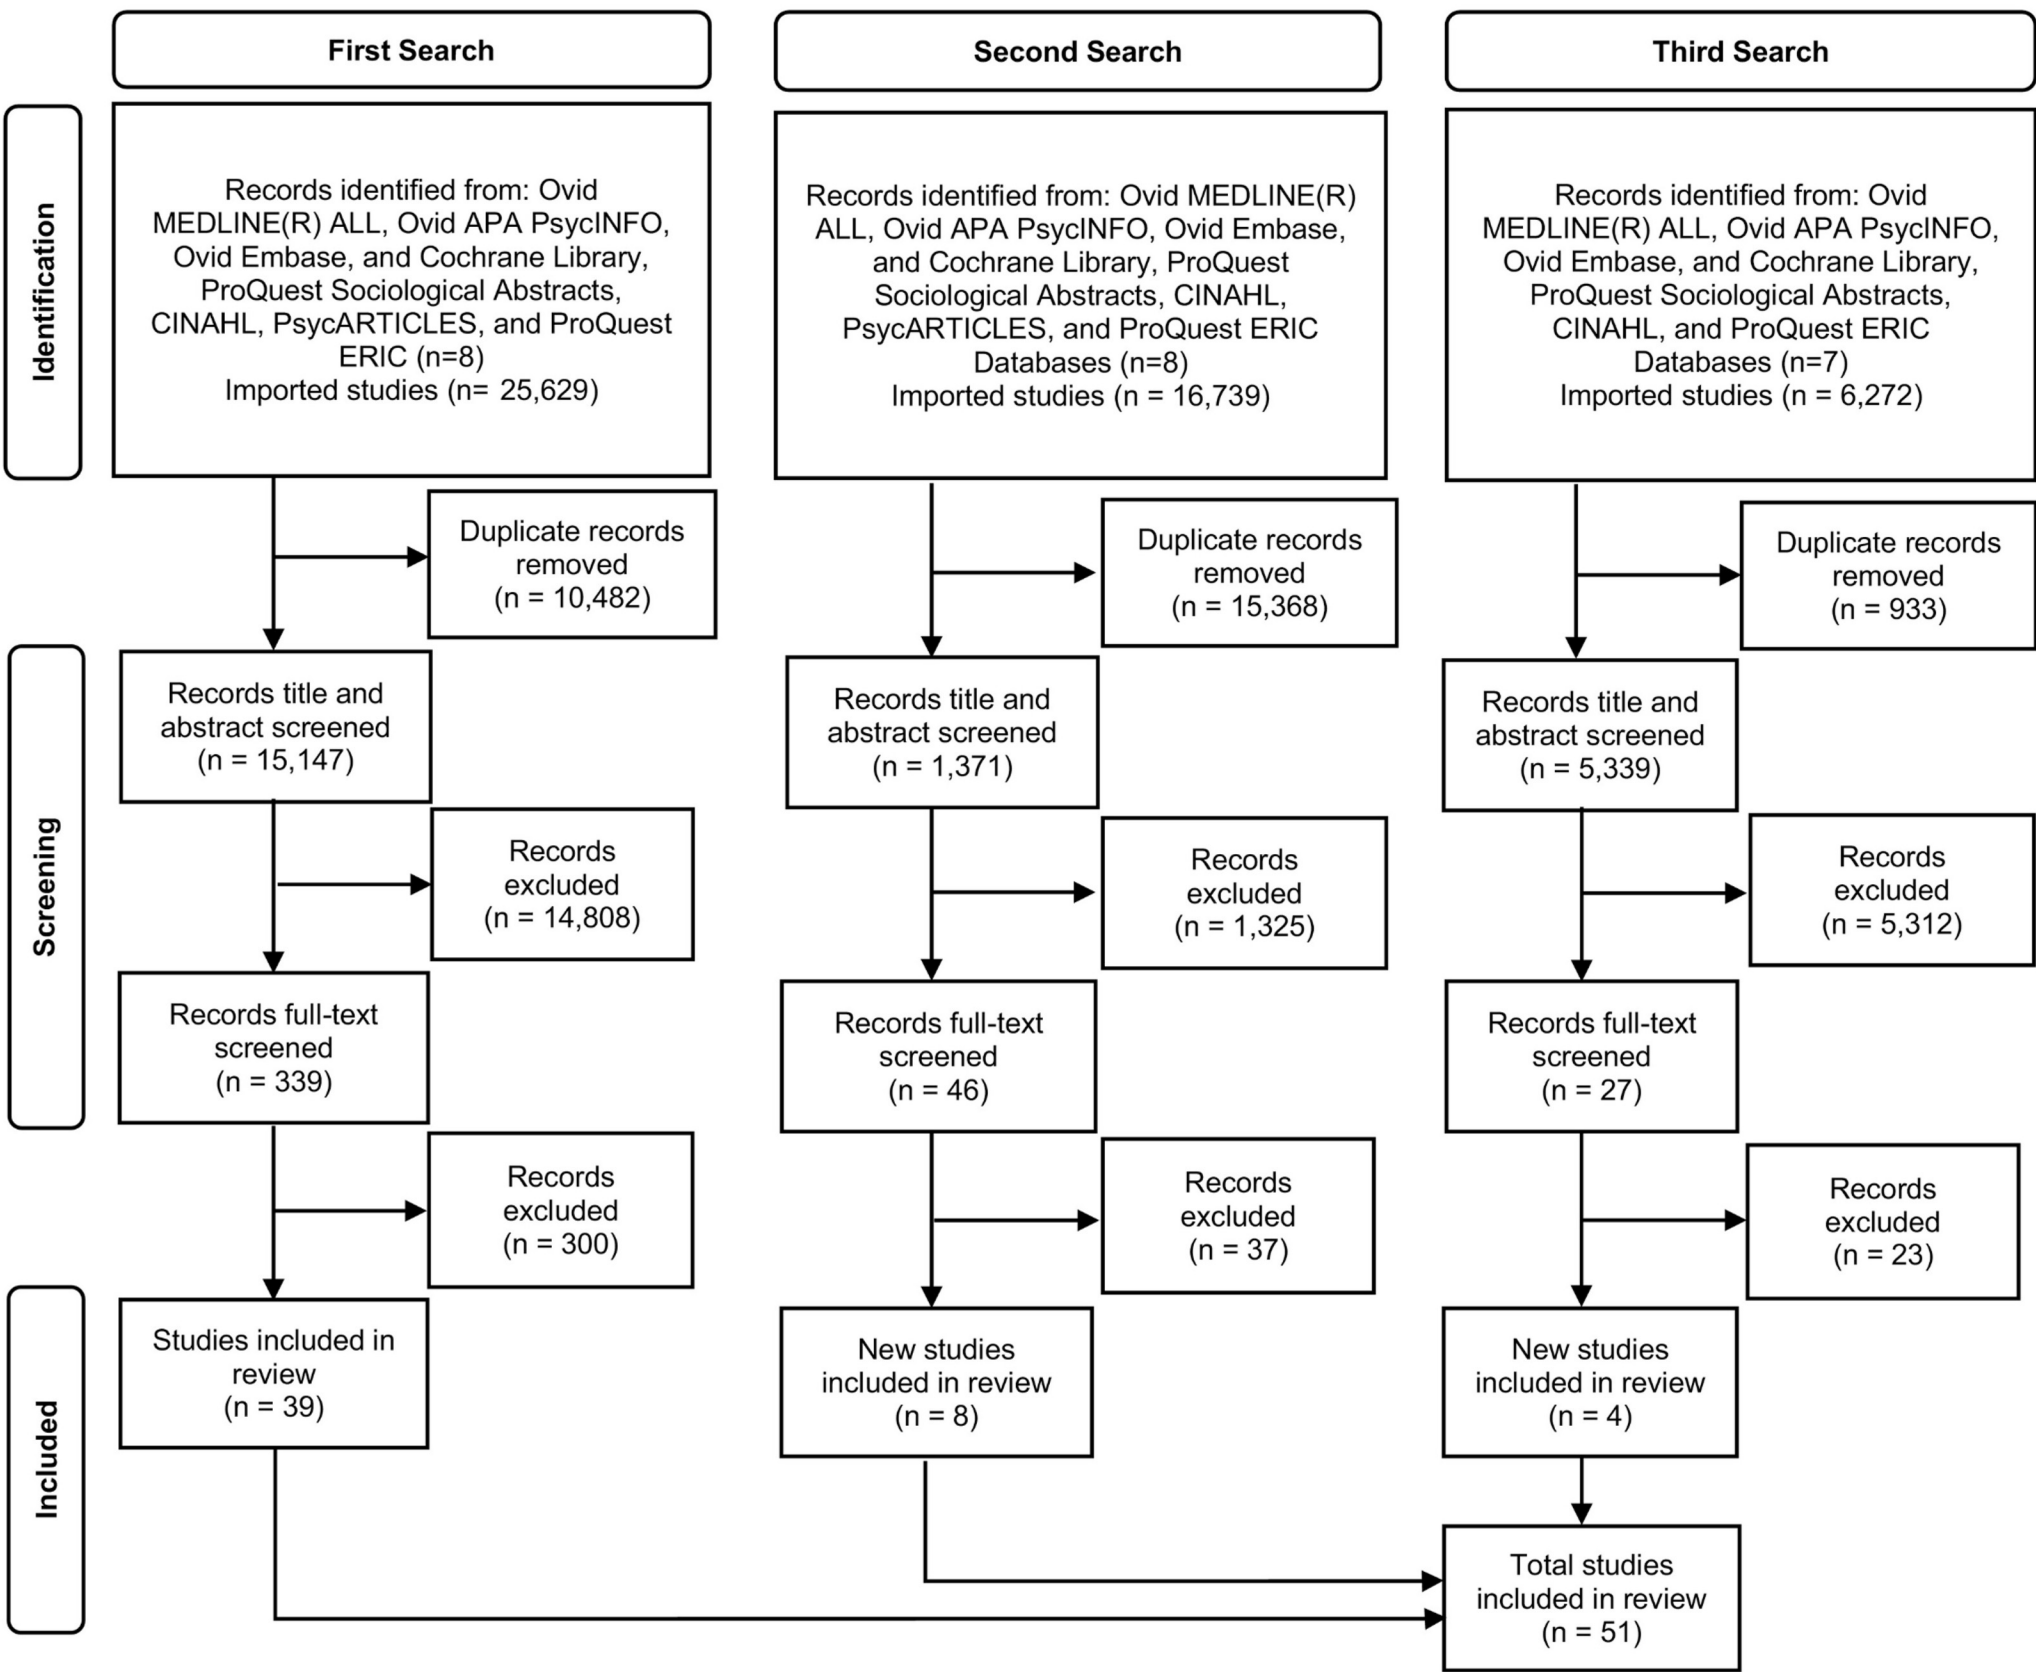 First Search
Second Search
Third Search
Identification
Records identified from: Ovid
MEDLINE(R) ALL, Ovid APA PsycINFO,
Ovid Embase, and Cochrane Library,
ProQuest Sociological Abstracts,
CINAHL, PsycARTICLES, and ProQuest
ERIC (n=8)
Imported studies (n= 25,629)
Records identified from: Ovid MEDLINE(R)
ALL, Ovid APA PsycINFO, Ovid Embase,
and Cochrane Library, ProQuest
Sociological Abstracts, CINAHL,
PsycARTICLES, and ProQuest ERIC
Databases (n=8)
Imported studies (n = 16,739)
Records identified from: Ovid
MEDLINE(R) ALL, Ovid APA PsycINFO,
Ovid Embase, and Cochrane Library,
ProQuest Sociological Abstracts,
CINAHL, and ProQuest ERIC
Databases (n=7)
Imported studies (n = 6,272)
Duplicate records
removed
(n = 10,482)
Duplicate records
removed
(n = 15,368)
Duplicate records
removed
(n = 933)
Screening
Records title and
abstract screened
(n = 15,147)
Records title and
abstract screened
(n = 1,371)
Records title and
abstract screened
(n = 5,339)
Records
excluded
(n = 14,808)
Records
excluded
(n = 1,325)
Records
excluded
(n = 5,312)
Records full-text
screened
(n = 339)
Records full-text
screened
(n = 46)
Records full-text
screened
(n = 27)
Records
excluded
(n = 300)
Records
excluded
(n = 37)
Records
excluded
(n = 23)
Included
Studies included in
review
(n = 39)
New studies
included in review
(n = 8)
New studies
included in review
(n = 4)
Total studies
included in review
(n = 51)